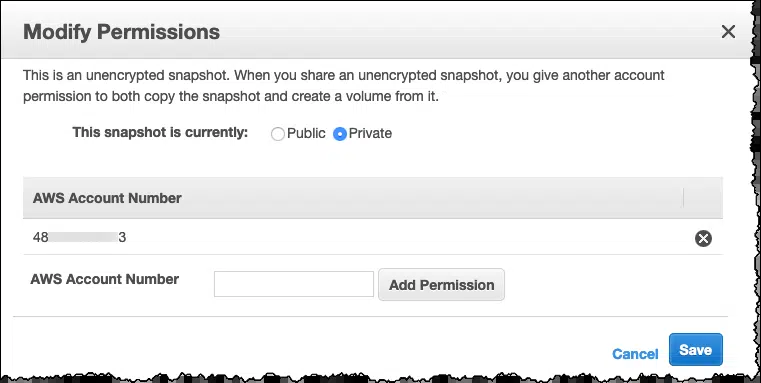 Modify Permissions
This is an unencrypted snapshot. When you share an unencrypted snapshot, you give another account
permission to both copy the snapshot and create a volume from it.
This snapshot is currently: Public Private
AWS Account Number
48 3
AWS Account Number Add Permission
Cancel Save